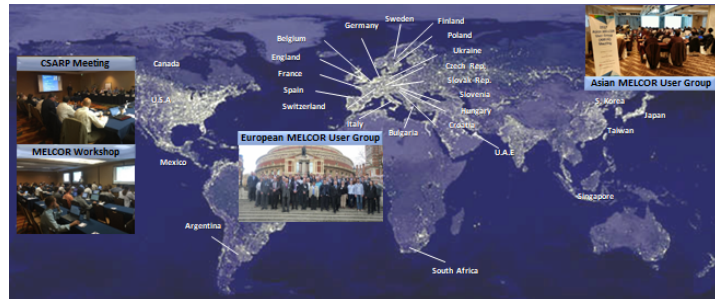 CSARP Meeting
MELCOR Workshop
Canada
U.S.A
Mexico
Argentina
Belgium
England
France
Spain
Switzerland
Italy
Germany
Sweden
Finland
Poland
Ukraine
Czech Rep.
Slovak Rep.
Slovenia
Hungary
Croatia
Bulgaria
U.A.E
European MELCOR User Group
South Africa
Asian MELCOR User Group
S. Korea
Japan
Taiwan
Singapore